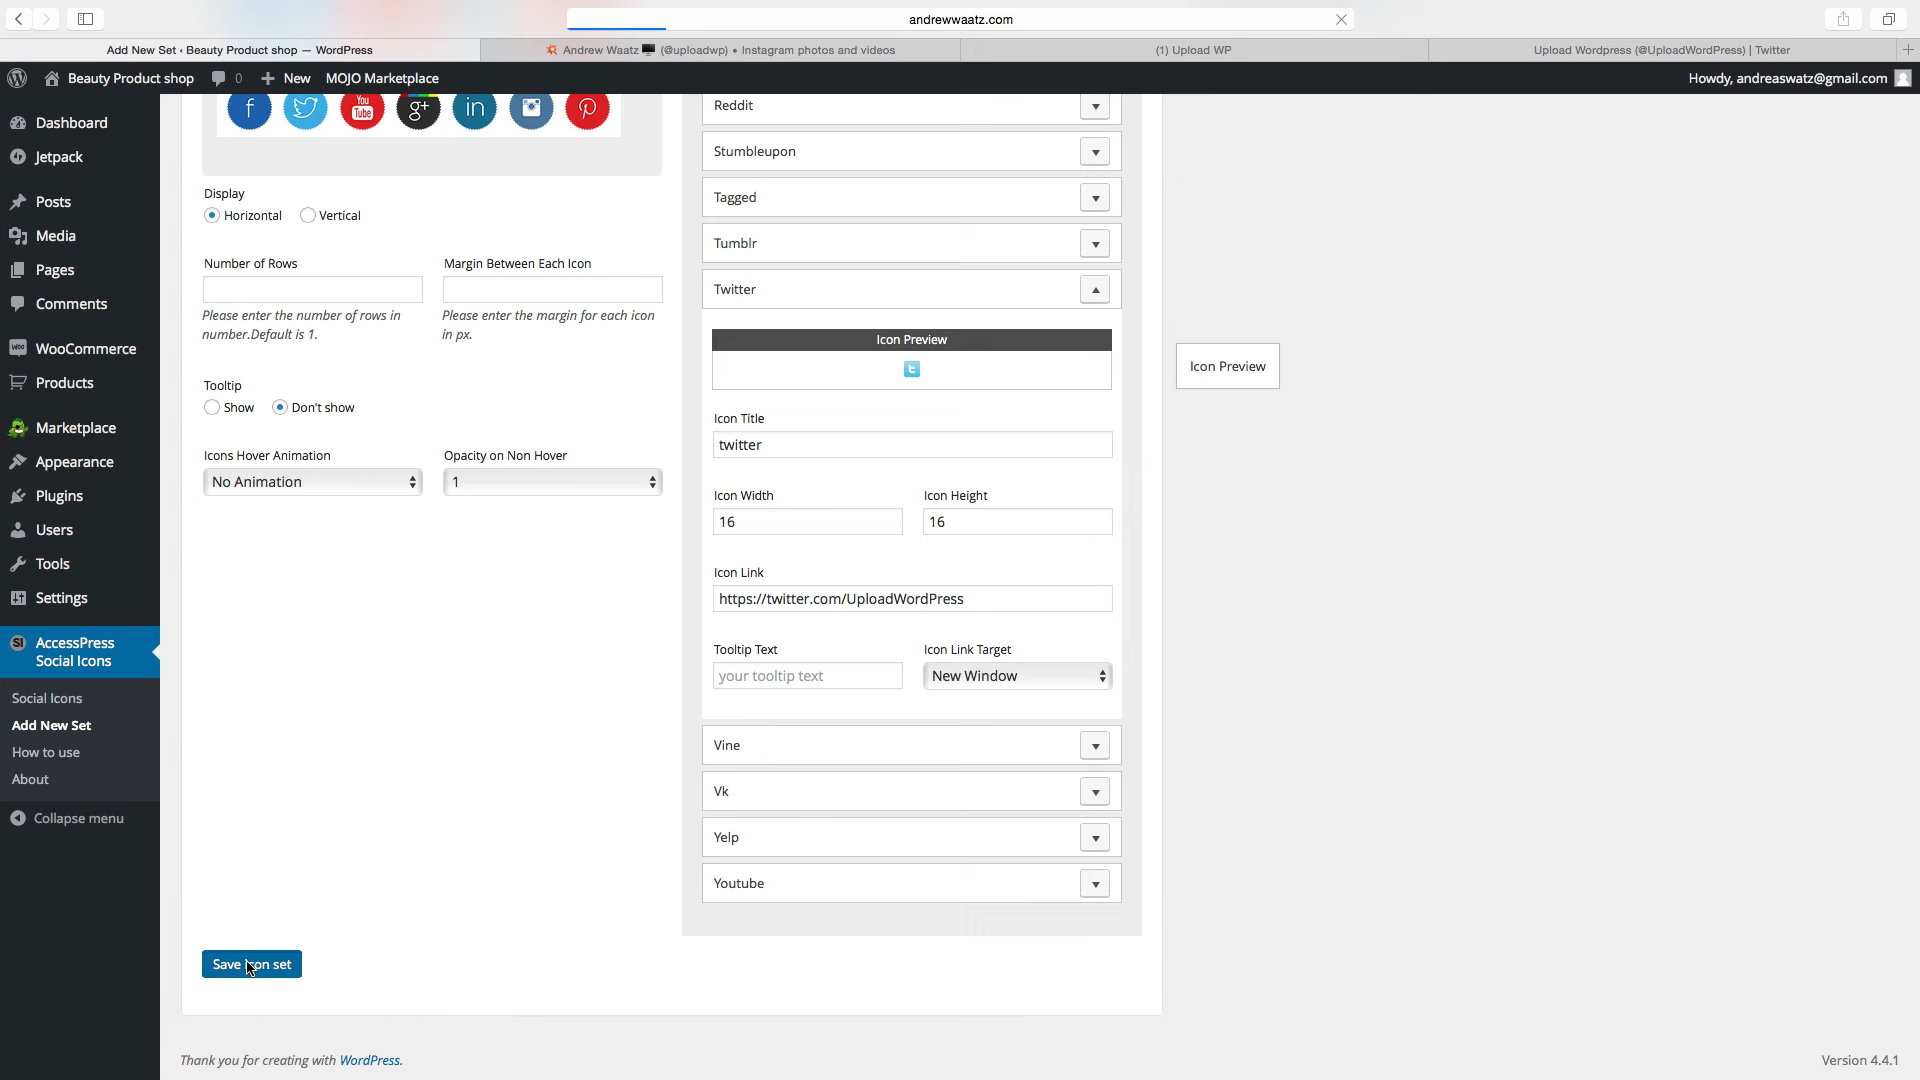 andrewwaatz.com
Add New Set ‹ Beauty Product shop — WordPress
Andrew Waatz (@uploadwp) • Instagram photos and videos
(1) Upload WP
Upload Wordpress (@UploadWordPress) | Twitter
Beauty Product shop
0
New
MOJO Marketplace
Howdy, andreaswatz@gmail.com
Dashboard
Jetpack
Posts
Media
Pages
Comments
WooCommerce
Products
Marketplace
Appearance
Plugins
Users
Tools
Settings
AccessPress
Social Icons
Social Icons
Add New Set
How to use
About
Collapse menu
f
You
Tube
g+
in
Display
Horizontal
Vertical
Number of Rows
Margin Between Each Icon
Please enter the number of rows in
number.Default is 1.
Please enter the margin for each icon
in px.
Tooltip
Show
Don't show
Icons Hover Animation
Opacity on Non Hover
No Animation
1
Reddit
Stumbleupon
Tagged
Tumblr
Twitter
Icon Preview
Icon Title
twitter
Icon Width
Icon Height
16
16
Icon Link
https://twitter.com/UploadWordPress
Tooltip Text
Icon Link Target
your tooltip text
New Window
Vine
Vk
Yelp
Youtube
Icon Preview
Save icon set
Thank you for creating with WordPress.
Version 4.4.1